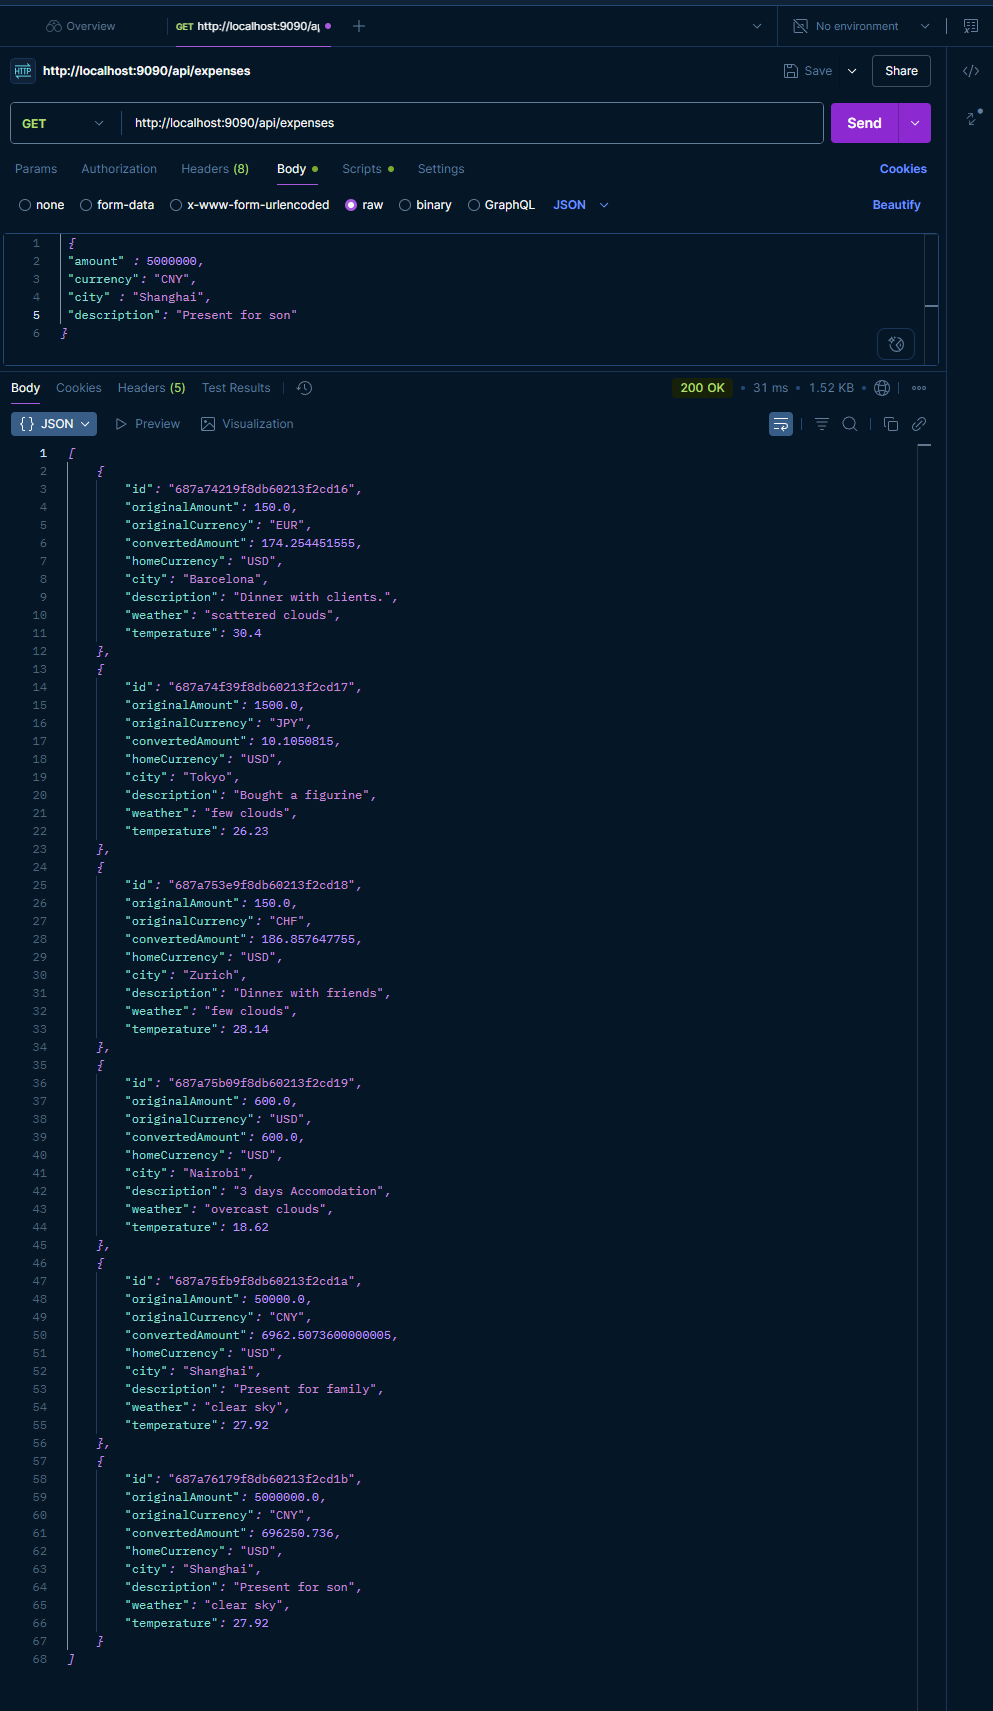 Overview
GET http://localhost:9090/ap
No environment
HTTP http://localhost:9090/api/expenses
Save
Share
GET
http://localhost:9090/api/expenses
Send
Params Authorization Headers (8) Body Scripts Settings Cookies
none form-data x-www-form-urlencoded raw binary GraphQL JSON Beautify
1 {
2 "amount" : 5000000,
3 "currency": "CNY",
4 "city" : "Shanghai",
5 "description": "Present for son"
6 }
Body Cookies Headers (5) Test Results 200 OK • 31 ms • 1.52 KB •
{} JSON Preview Visualization
1 [
2 {
3 "id": "687a74219f8db60213f2cd16",
4 "originalAmount": 150.0,
5 "originalCurrency": "EUR",
6 "convertedAmount": 174.254451555,
7 "homeCurrency": "USD",
8 "city": "Barcelona",
9 "description": "Dinner with clients.",
10 "weather": "scattered clouds",
11 "temperature": 30.4
12 },
13 {
14 "id": "687a74f39f8db60213f2cd17",
15 "originalAmount": 1500.0,
16 "originalCurrency": "JPY",
17 "convertedAmount": 10.1050815,
18 "homeCurrency": "USD",
19 "city": "Tokyo",
20 "description": "Bought a figurine",
21 "weather": "few clouds",
22 "temperature": 26.23
23 },
24 {
25 "id": "687a753e9f8db60213f2cd18",
26 "originalAmount": 150.0,
27 "originalCurrency": "CHF",
28 "convertedAmount": 186.857647755,
29 "homeCurrency": "USD",
30 "city": "Zurich",
31 "description": "Dinner with friends",
32 "weather": "few clouds",
33 "temperature": 28.14
34 },
35 {
36 "id": "687a75b09f8db60213f2cd19",
37 "originalAmount": 600.0,
38 "originalCurrency": "USD",
39 "convertedAmount": 600.0,
40 "homeCurrency": "USD",
41 "city": "Nairobi",
42 "description": "3 days Accomodation",
43 "weather": "overcast clouds",
44 "temperature": 18.62
45 },
46 {
47 "id": "687a75fb9f8db60213f2cd1a",
48 "originalAmount": 50000.0,
49 "originalCurrency": "CNY",
50 "convertedAmount": 6962.5073600000005,
51 "homeCurrency": "USD",
52 "city": "Shanghai",
53 "description": "Present for family",
54 "weather": "clear sky",
55 "temperature": 27.92
56 },
57 {
58 "id": "687a76179f8db60213f2cd1b",
59 "originalAmount": 5000000.0,
60 "originalCurrency": "CNY",
61 "convertedAmount": 696250.736,
62 "homeCurrency": "USD",
63 "city": "Shanghai",
64 "description": "Present for son",
65 "weather": "clear sky",
66 "temperature": 27.92
67 }
68 ]